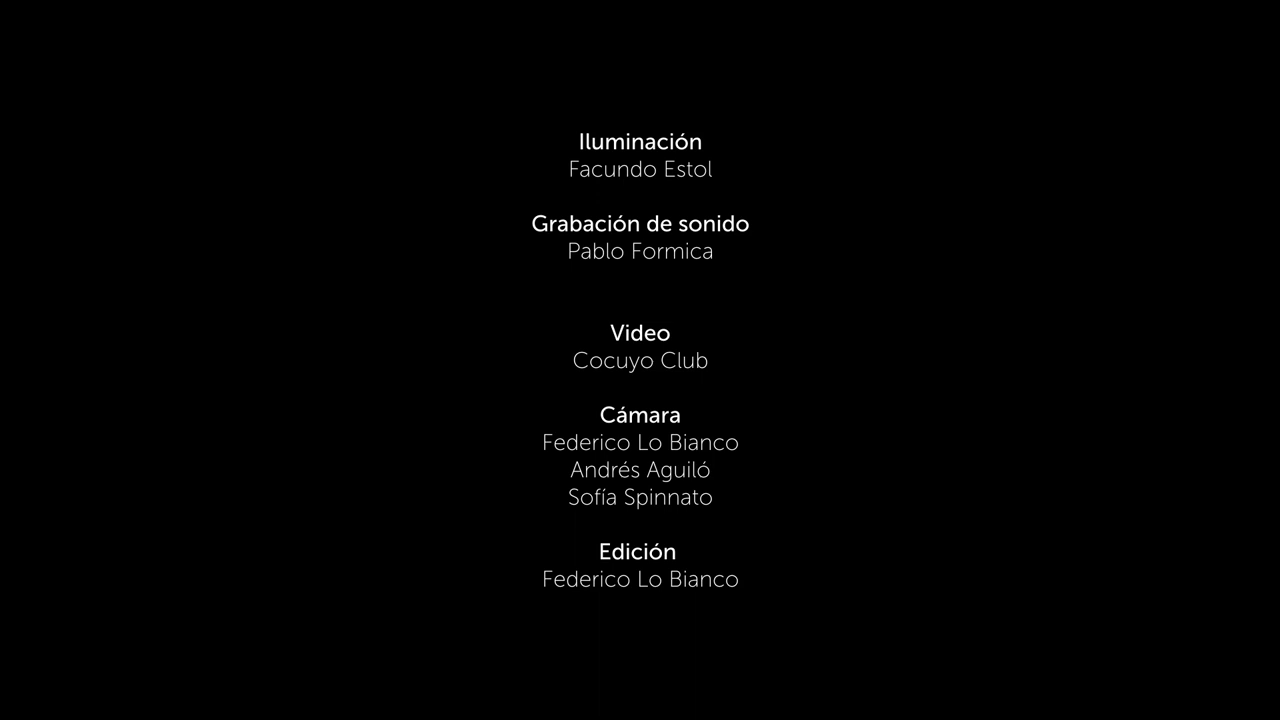 Iluminación
Facundo Estol
Grabación de sonido
Pablo Formica
Video
Cocuyo Club
Cámara
Federico Lo Bianco
Andrés Aguiló
Sofía Spinnato
Edición
Federico Lo Bianco